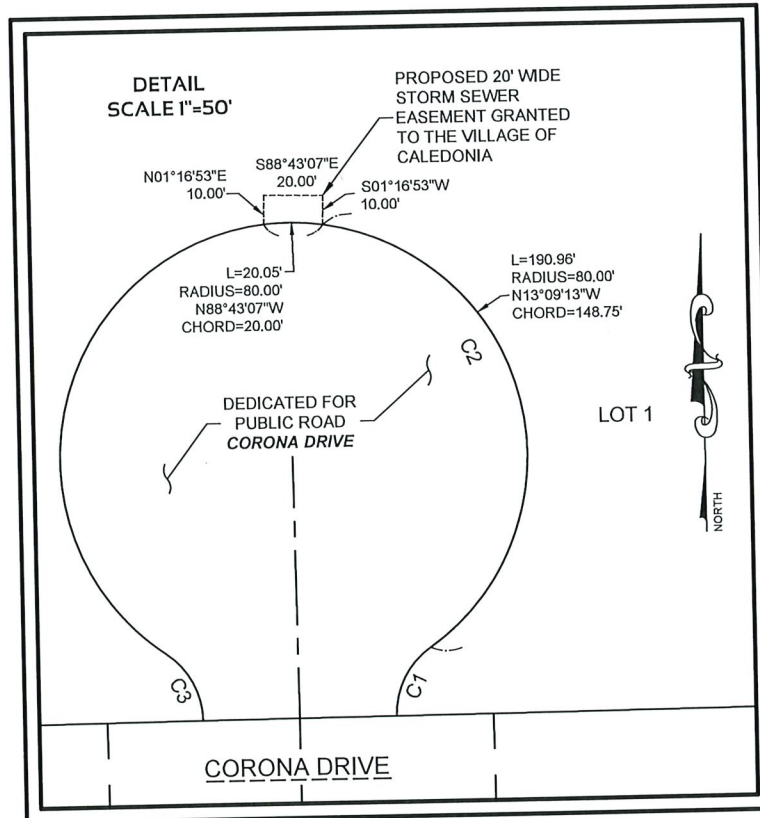 DETAIL
SCALE 1"=50'
PROPOSED 20' WIDE
STORM SEWER
EASEMENT GRANTED
TO THE VILLAGE OF
CALEDONIA
N01°16'53"E
10.00'
S88°43'07"E
20.00'
S01°16'53"W
10.00'
L=20.05'
RADIUS=80.00'
N88°43'07"W
CHORD=20.00'
L=190.96'
RADIUS=80.00'
N13°09'13"W
CHORD=148.75'
C2
DEDICATED FOR
PUBLIC ROAD
CORONA DRIVE
LOT 1
NORTH
C3
C1
CORONA DRIVE